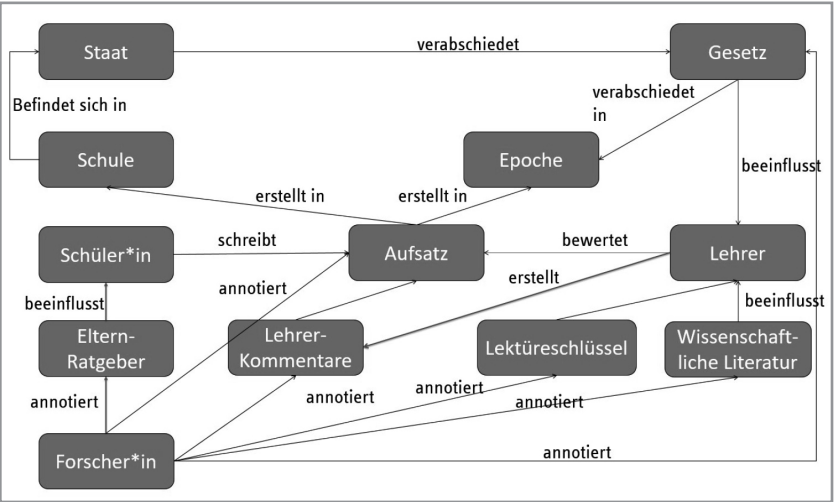 Staat
verabschiedet
Gesetz
Befindet sich in
verabschiedet
in
Schule
Epoche
beeinflusst
erstellt in
erstellt in
Schüler*in
schreibt
Aufsatz
bewertet
Lehrer
annotiert
erstellt
beeinflusst
beeinflusst
Eltern-
Ratgeber
Lehrer-
Kommentare
Lektüreschlüssel
Wissenschaft-
liche Literatur
annotiert
annotiert
annotiert
annotiert
Forscher*in
annotiert